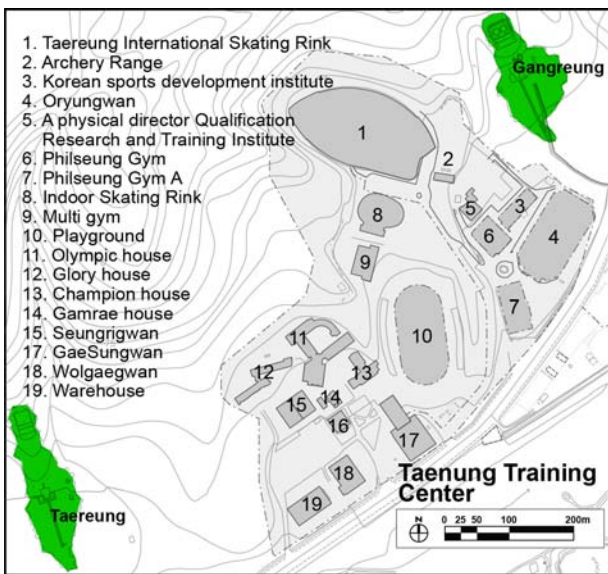 1. Taereung International Skating Rink
2. Archery Range
3. Korean sports development institute
4. Oryungwan
5. A physical director Qualification
Research and Training Institute
6. Philseung Gym
7. Philseung Gym A
8. Indoor Skating Rink
9. Multi gym
10. Playground
11. Olympic house
12. Glory house
13. Champion house
14. Gamrae house
15. Seungrigwan
17. GaeSungwan
18. Wolgaegwan
19. Warehouse
Gangreung
1
2
3
5
4
8
6
9
7
10
11
12
13
14
15
16
17
18
19
Taereung
Taenung Training
Center
N
0 25 50 100 200m